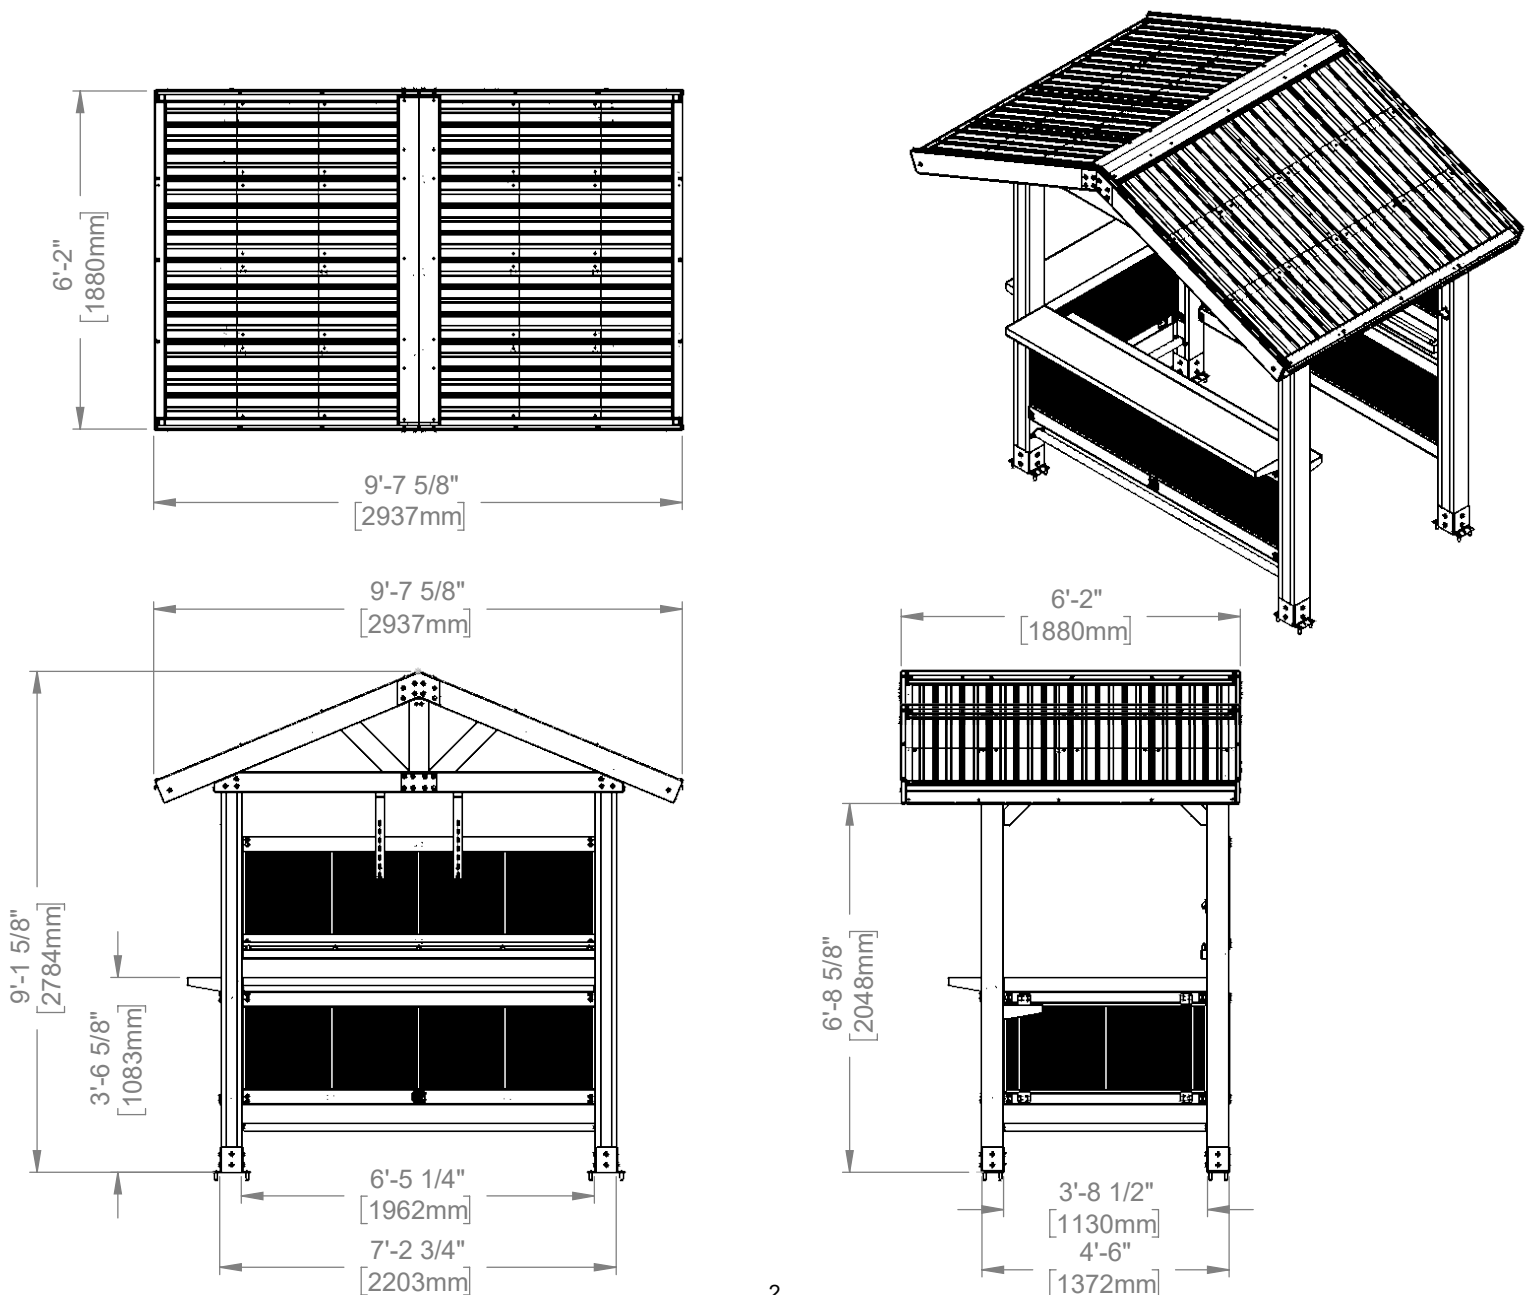 6'-2"
[1880mm]
9'-7 5/8"
[2937mm]
9'-7 5/8"
[2937mm]
6'-2"
[1880mm]
9'-1 5/8"
[2784mm]
3'-6 5/8"
[1083mm]
6'-8 5/8"
[2048mm]
6'-5 1/4"
[1962mm]
7'-2 3/4"
[2203mm]
3'-8 1/2"
[1130mm]
4'-6"
[1372mm]
2